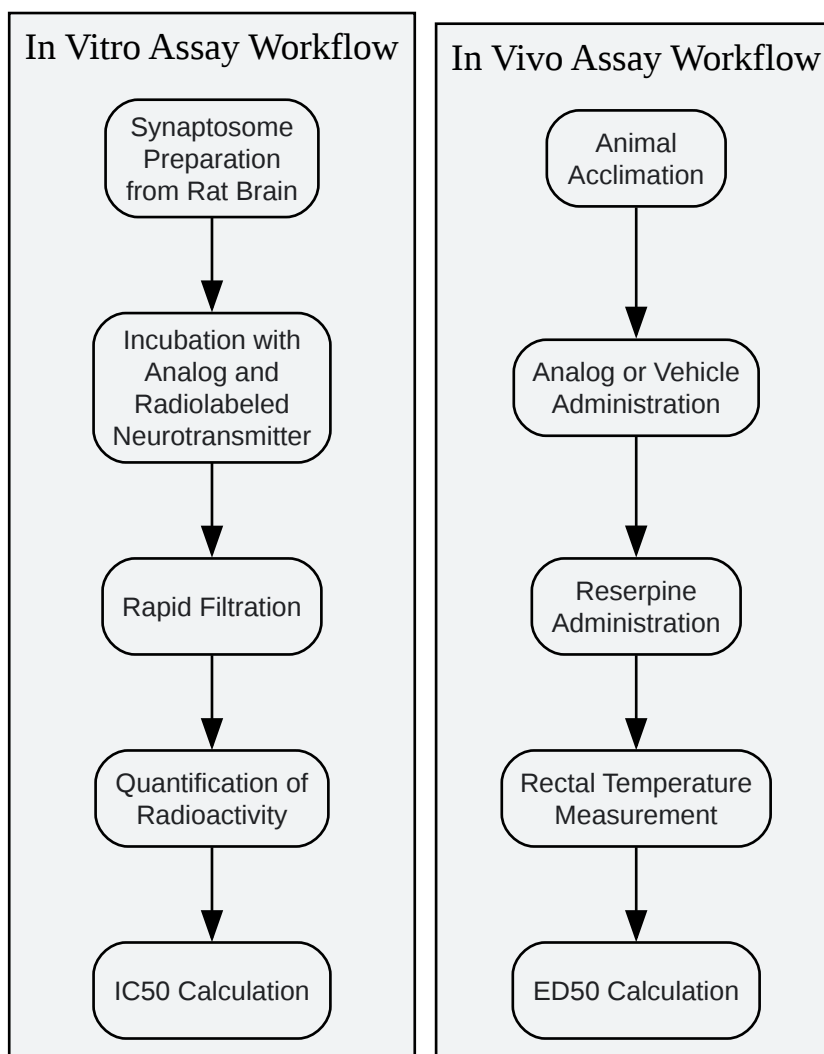 In Vitro Assay Workflow
Synaptosome
Preparation
from Rat Brain
Incubation with
Analog and
Radiolabeled
Neurotransmitter
Rapid Filtration
Quantification of
Radioactivity
IC50 Calculation
In Vivo Assay Workflow
Animal
Acclimation
Analog or Vehicle
Administration
Reserpine
Administration
Rectal Temperature
Measurement
ED50 Calculation